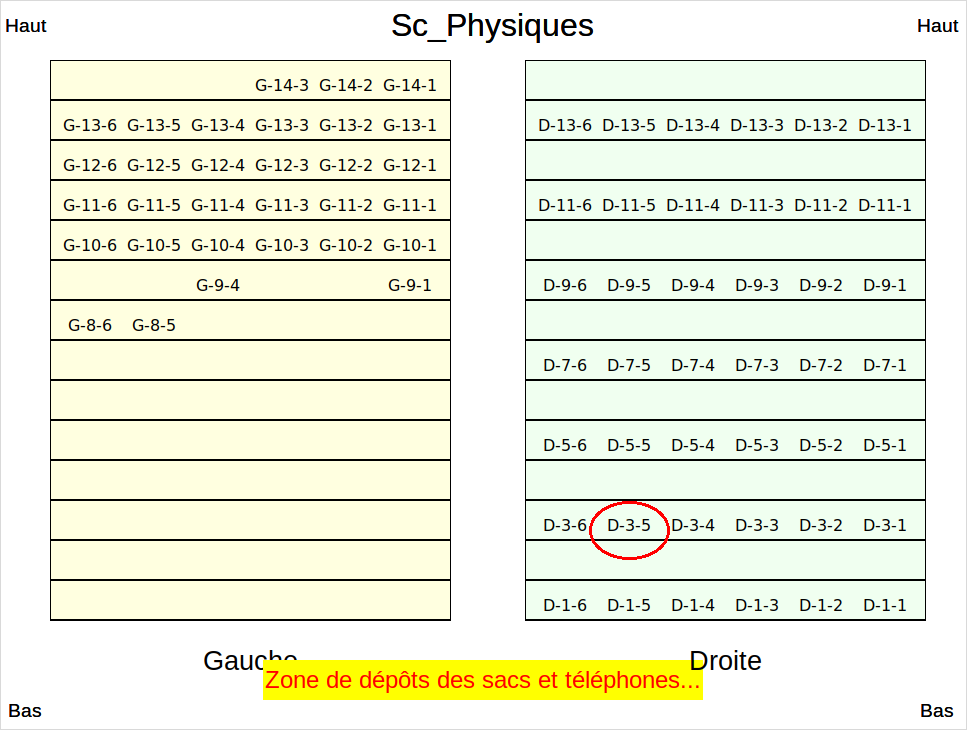 Sc_Physiques
Haut
Haut
G-14-3 G-14-2 G-14-1
G-13-6 G-13-5 G-13-4 G-13-3 G-13-2 G-13-1
D-13-6 D-13-5 D-13-4 D-13-3 D-13-2 D-13-1
G-12-6 G-12-5 G-12-4 G-12-3 G-12-2 G-12-1
G-11-6 G-11-5 G-11-4 G-11-3 G-11-2 G-11-1
D-11-6 D-11-5 D-11-4 D-11-3 D-11-2 D-11-1
G-10-6 G-10-5 G-10-4 G-10-3 G-10-2 G-10-1
G-9-4 G-9-1
D-9-6 D-9-5 D-9-4 D-9-3 D-9-2 D-9-1
G-8-6 G-8-5
D-7-6 D-7-5 D-7-4 D-7-3 D-7-2 D-7-1
D-5-6 D-5-5 D-5-4 D-5-3 D-5-2 D-5-1
D-3-6 D-3-5 D-3-4 D-3-3 D-3-2 D-3-1
D-1-6 D-1-5 D-1-4 D-1-3 D-1-2 D-1-1
Gauche
Droite
Zone de dépôts des sacs et téléphones...
Bas
Bas